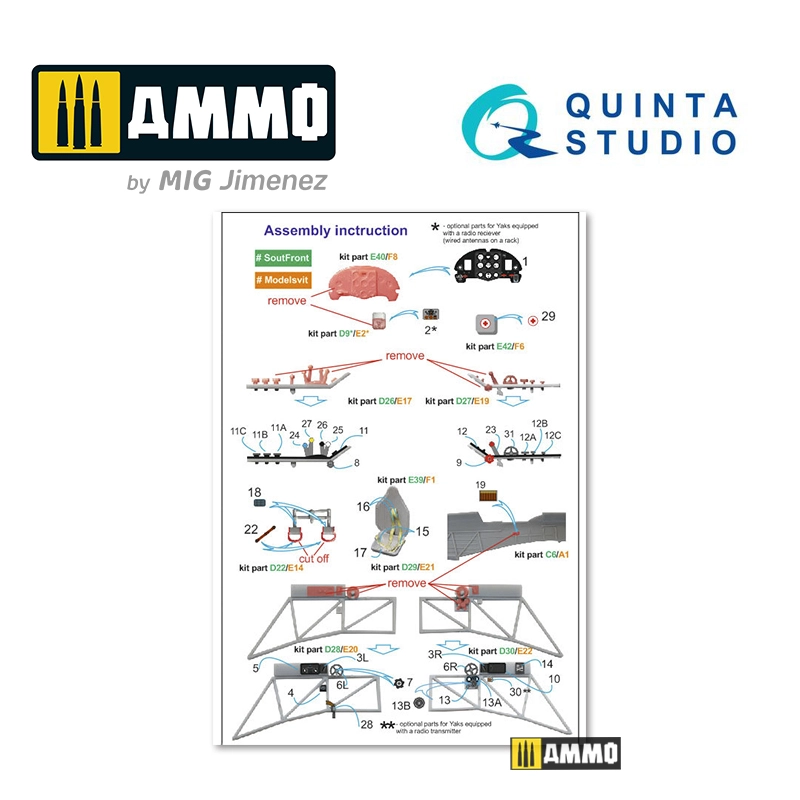 AMMO
by MIG Jimenez
QUINTA
STUDIO
Assembly inctruction
* - optional parts for Yaks equipped
with a radio reciever
(wired antennas on a rack)
# SoutFront
# Modelsvit
kit part E40/F8
1
remove
kit part D9*/E2*
2*
29
kit part E42/F6
remove
kit part D26/E17
kit part D27/E19
11C
11B
11A
24
27
26
25
11
8
12
23
31
12A
12B
12C
9
kit part E39/F1
18
22
cut off
kit part D22/E14
16
15
17
kit part D29/E21
19
kit part C6/A1
remove
kit part D28/E20
kit part D30/E22
5
3L
6L
4
7
28
3R
6R
14
10
13B
13
13A
30**
** - optional parts for Yaks equipped
with a radio transmitter
AMMO